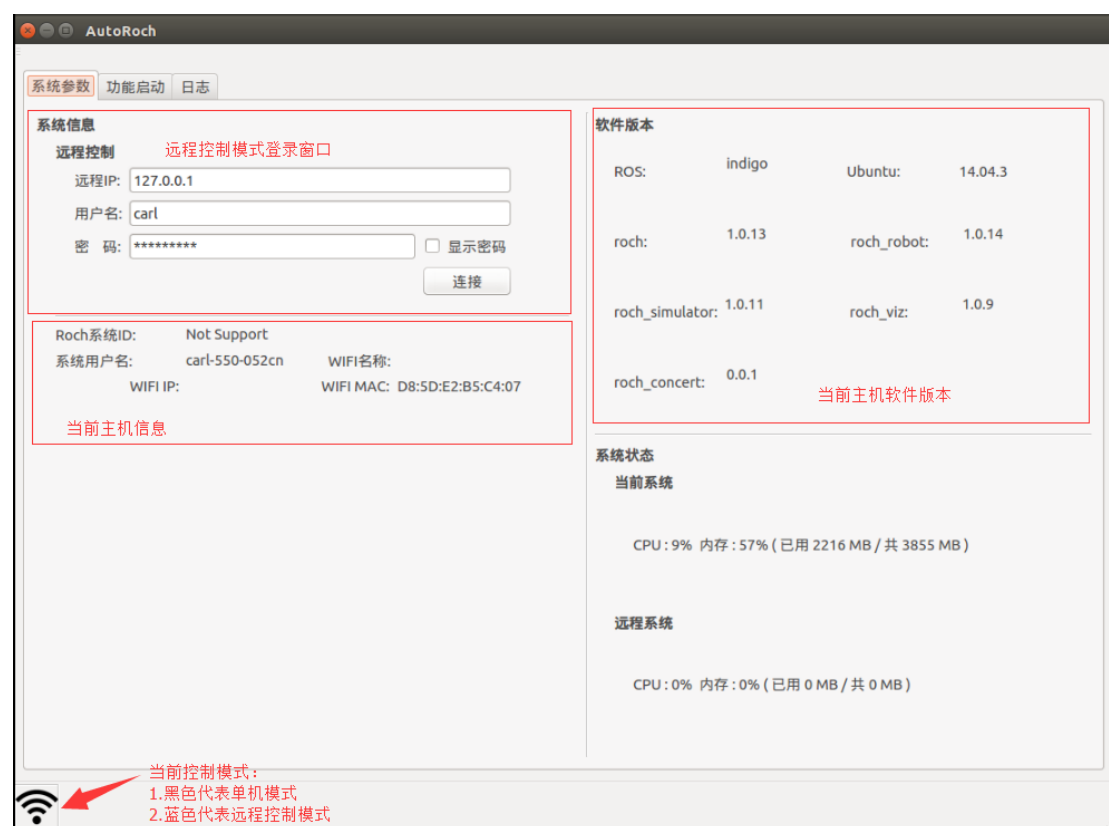 AutoRoch
系统参数 功能启动 日志
系统信息
远程控制 远程控制模式登录窗口
远程IP: 127.0.0.1
用户名: carl
密 码: ********* 显示密码
连接
Roch系统ID: Not Support
系统用户名: carl-550-052cn WIFI名称:
WIFI IP: WIFI MAC: D8:5D:E2:B5:C4:07
当前主机信息
软件版本
ROS: indigo Ubuntu: 14.04.3
roch: 1.0.13 roch_robot: 1.0.14
roch_simulator: 1.0.11 roch_viz: 1.0.9
roch_concert: 0.0.1
当前主机软件版本
系统状态
当前系统
CPU : 9% 内存 : 57% ( 已用 2216 MB / 共 3855 MB )
远程系统
CPU : 0% 内存 : 0% ( 已用 0 MB / 共 0 MB )
当前控制模式:
1.黑色代表单机模式
2.蓝色代表远程控制模式